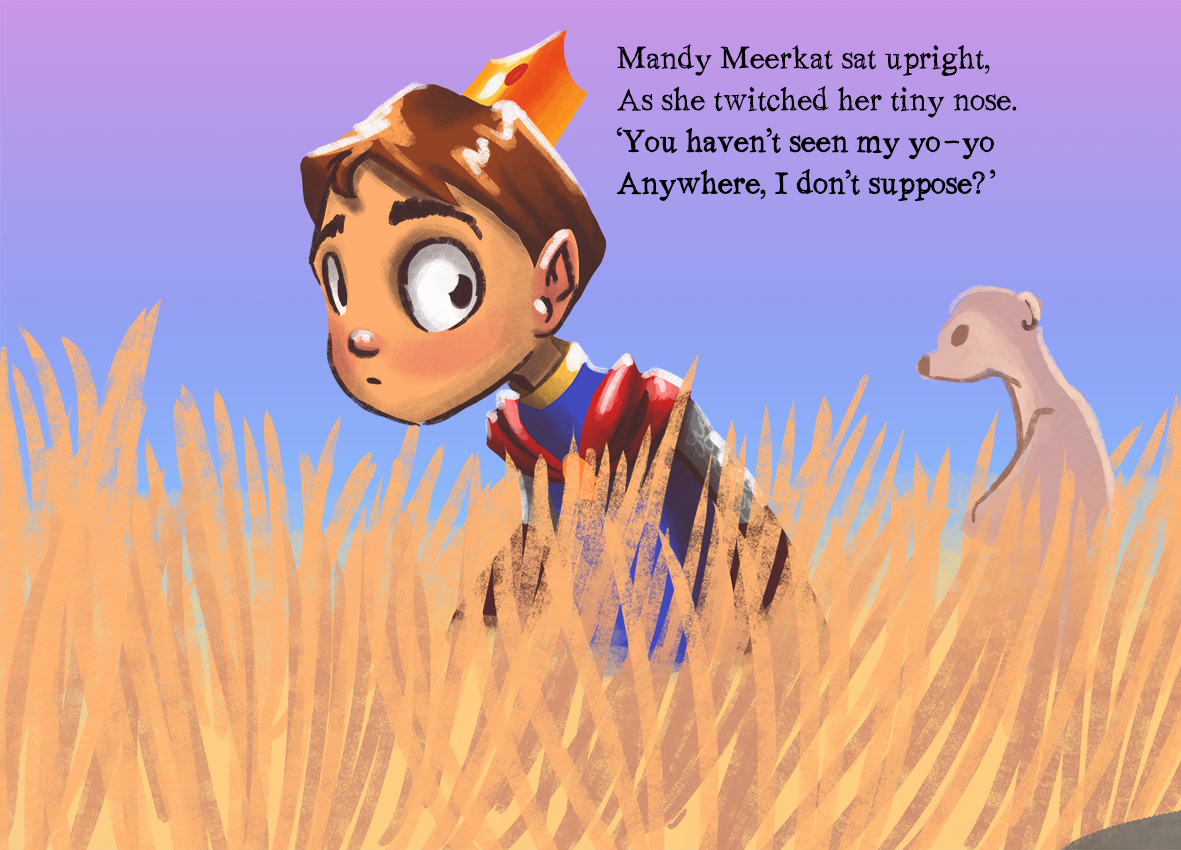 Mandy Meerkat sat upright,
As she twitched her tiny nose.
‘You haven’t seen my yo-yo
Anywhere, I don’t suppose?’